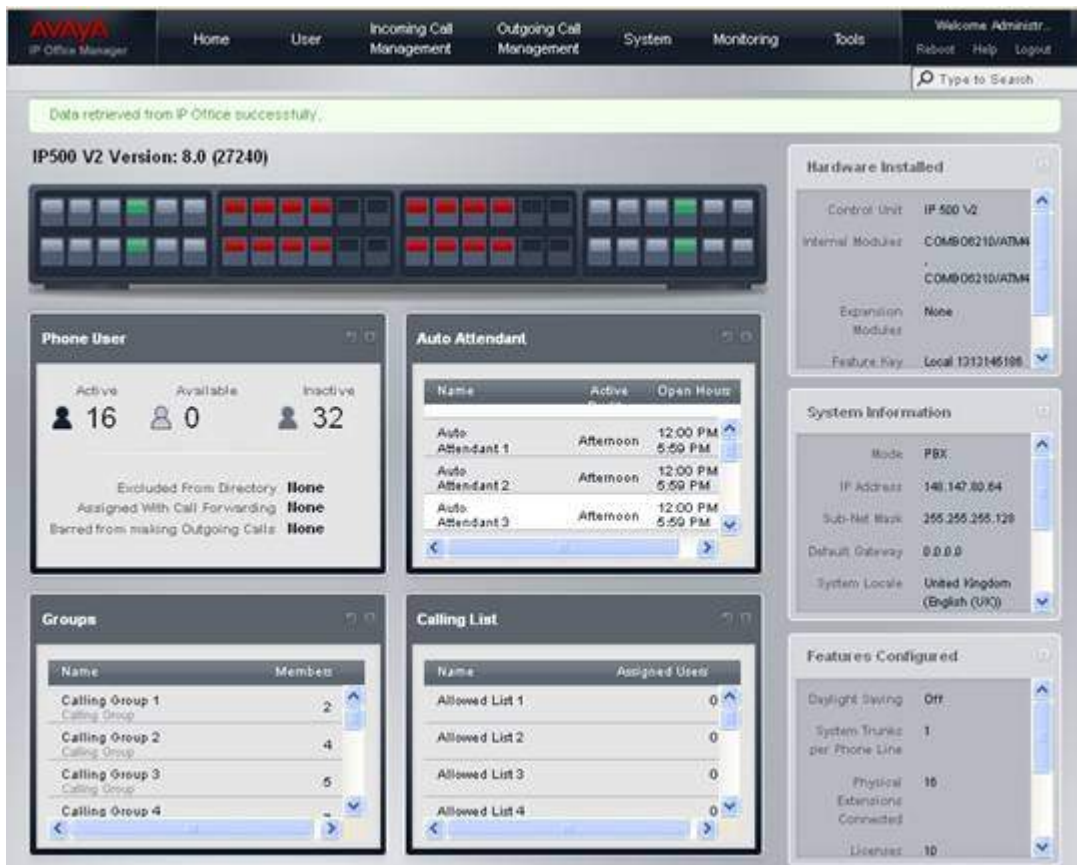 AVAYA
IP Office Manager
Home
User
Incoming Call
Management
Outgoing Call
Management
System
Monitoring
Tools
Welcome Administr...
Reboot Help Logout
Type to Search
Data retrieved from IP Office successfully.
IP500 V2 Version: 8.0 (27240)
Phone User
Active Available Inactive
16 0 32
Excluded From Directory None
Assigned With Call Forwarding None
Barred from making Outgoing Calls None
Auto Attendant
Name Active Open Hours
Auto
Attendant 1 Afternoon 12:00 PM
5:59 PM
Auto
Attendant 2 Afternoon 12:00 PM
5:59 PM
Auto
Attendant 3 Afternoon 12:00 PM
5:59 PM
Groups
Name Members
Calling Group 1 2
Calling Group
Calling Group 2 4
Calling Group
Calling Group 3 5
Calling Group
Calling Group 4
Calling List
Name Assigned Users
Allowed List 1 0
Allowed List 2 0
Allowed List 3 0
Allowed List 4 0
Hardware Installed
Control Unit IP 500 V2
Internal Modules COMBO6210/ATM4
,
COMBO6210/ATM4
Expansion
Modules None
Feature Key Local
System Information
Mode PBX
IP Address 148.147.80.64
Sub-Net Mask 255.255.255.128
Default Gateway 0.0.0.0
System Locale United Kingdom
(English (UK))
Features Configured
Daylight Saving Off
System Trunks
per Phone Line 1
Physical
Extensions
Connected 16
Licenses 10